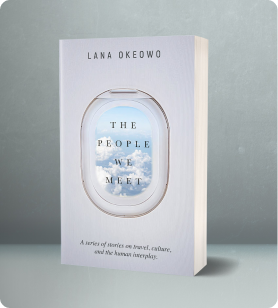 LANA OKEOWO
THE
PEOPLE
WE
MEET
A series of stories on travel, culture,
and the human interplay.